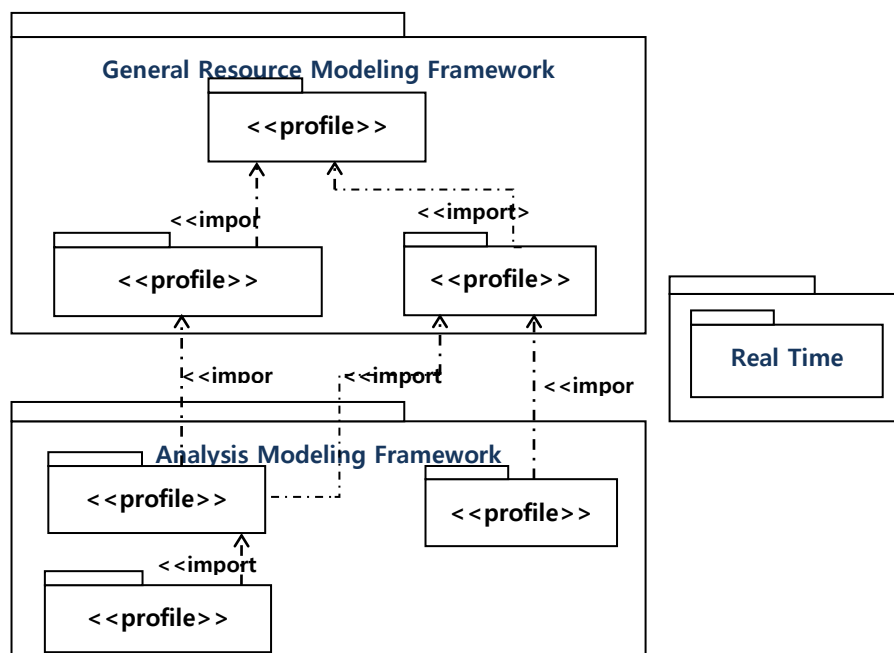 General Resource Modeling Framework
<<profile>>
<<impor
<<import>
<<profile>>
<<profile>>
Real Time
<<impor
<<import
<<impor
Analysis Modeling Framework
<<profile>>
<<profile>>
<<import
<<profile>>